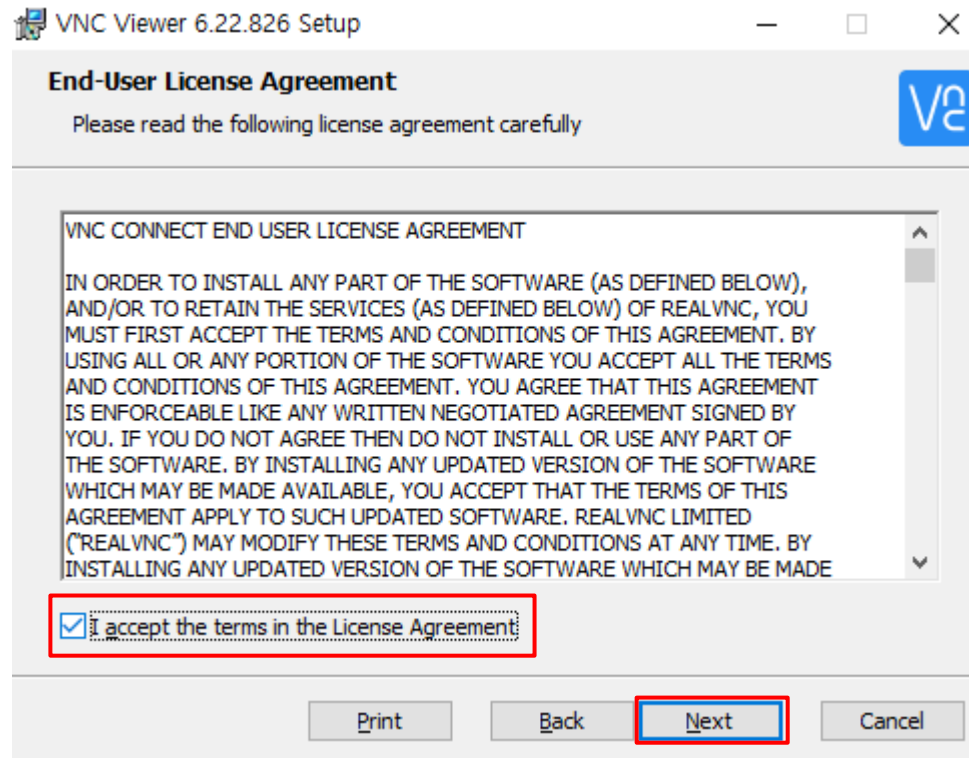 VNC Viewer 6.22.826 Setup
End-User License Agreement
Please read the following license agreement carefully
VNC CONNECT END USER LICENSE AGREEMENT
IN ORDER TO INSTALL ANY PART OF THE SOFTWARE (AS DEFINED BELOW),
AND/OR TO RETAIN THE SERVICES (AS DEFINED BELOW) OF REALVNC, YOU
MUST FIRST ACCEPT THE TERMS AND CONDITIONS OF THIS AGREEMENT. BY
USING ALL OR ANY PORTION OF THE SOFTWARE YOU ACCEPT ALL THE TERMS
AND CONDITIONS OF THIS AGREEMENT. YOU AGREE THAT THIS AGREEMENT
IS ENFORCEABLE LIKE ANY WRITTEN NEGOTIATED AGREEMENT SIGNED BY
YOU. IF YOU DO NOT AGREE THEN DO NOT INSTALL OR USE ANY PART OF
THE SOFTWARE. BY INSTALLING ANY UPDATED VERSION OF THE SOFTWARE
WHICH MAY BE MADE AVAILABLE, YOU ACCEPT THAT THE TERMS OF THIS
AGREEMENT APPLY TO SUCH UPDATED SOFTWARE. REALVNC LIMITED
("REALVNC") MAY MODIFY THESE TERMS AND CONDITIONS AT ANY TIME. BY
INSTALLING ANY UPDATED VERSION OF THE SOFTWARE WHICH MAY BE MADE
I accept the terms in the License Agreement
Print Back Next Cancel
VNC